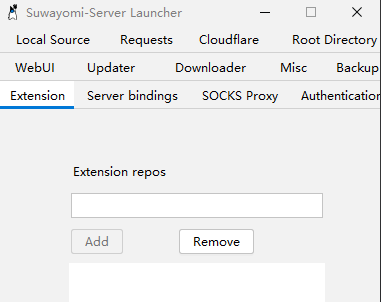 Suwayomi-Server Launcher
Local Source Requests Cloudflare Root Directory
WebUI Updater Downloader Misc Backup
Extension Server bindings SOCKS Proxy Authentication
Extension repos
Add Remove